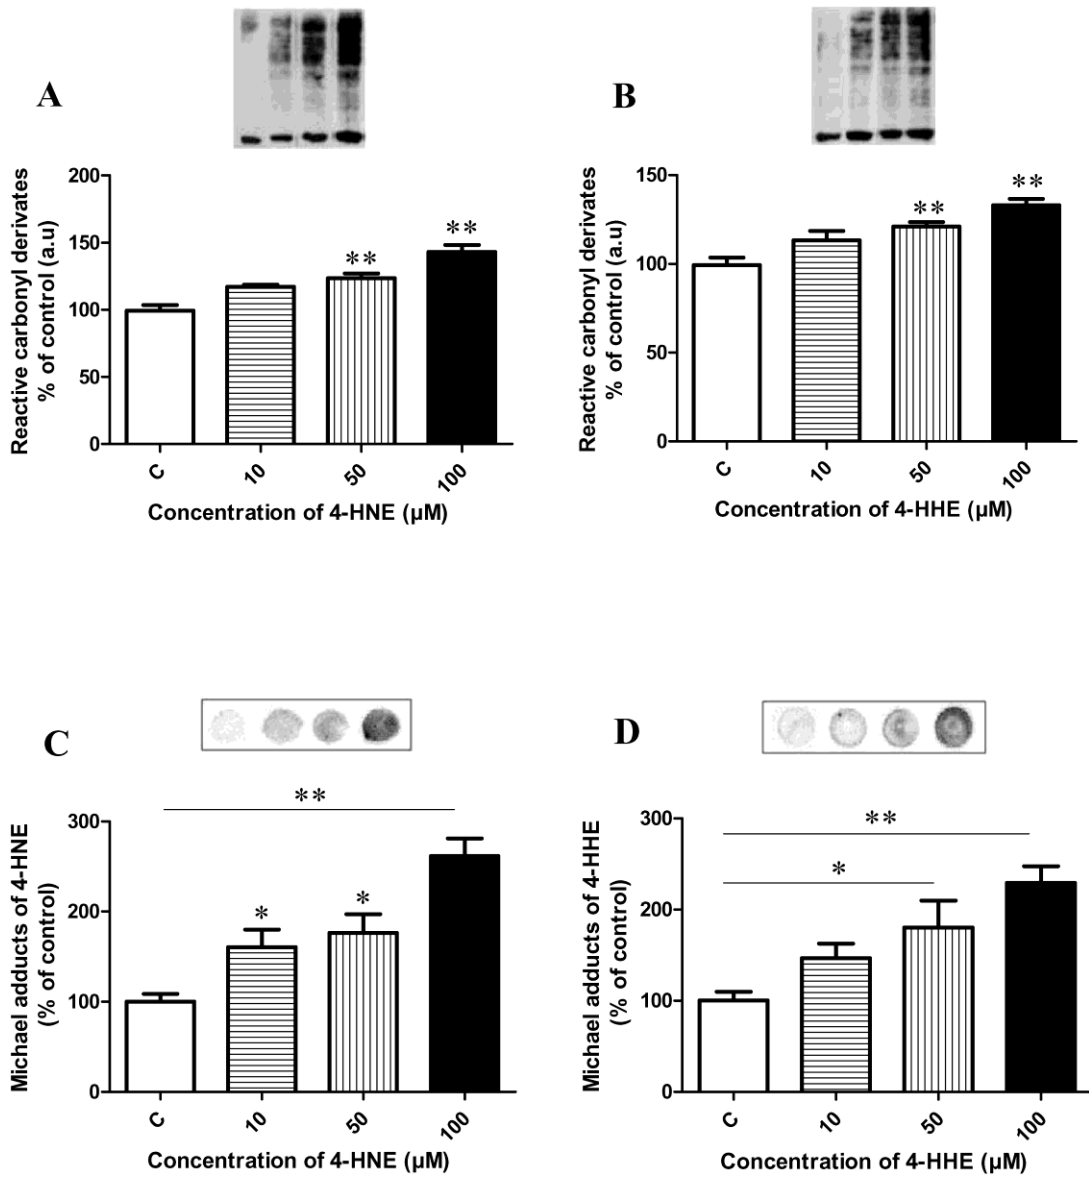 A
B
200
150
100
50
0
**
**
Reactive carbonyl derivates
% of control (a.u)
C
10
50
100
Concentration of 4-HNE (µM)
150
100
50
0
**
**
Reactive carbonyl derivates
% of control (a.u)
C
10
50
100
Concentration of 4-HHE (µM)
C
D
300
200
100
0
**
*
*
Michael adducts of 4-HNE
(% of control)
C
10
50
100
Concentration of 4-HNE (µM)
300
200
100
0
**
*
Michael adducts of 4-HHE
(% of control)
C
10
50
100
Concentration of 4-HHE (µM)